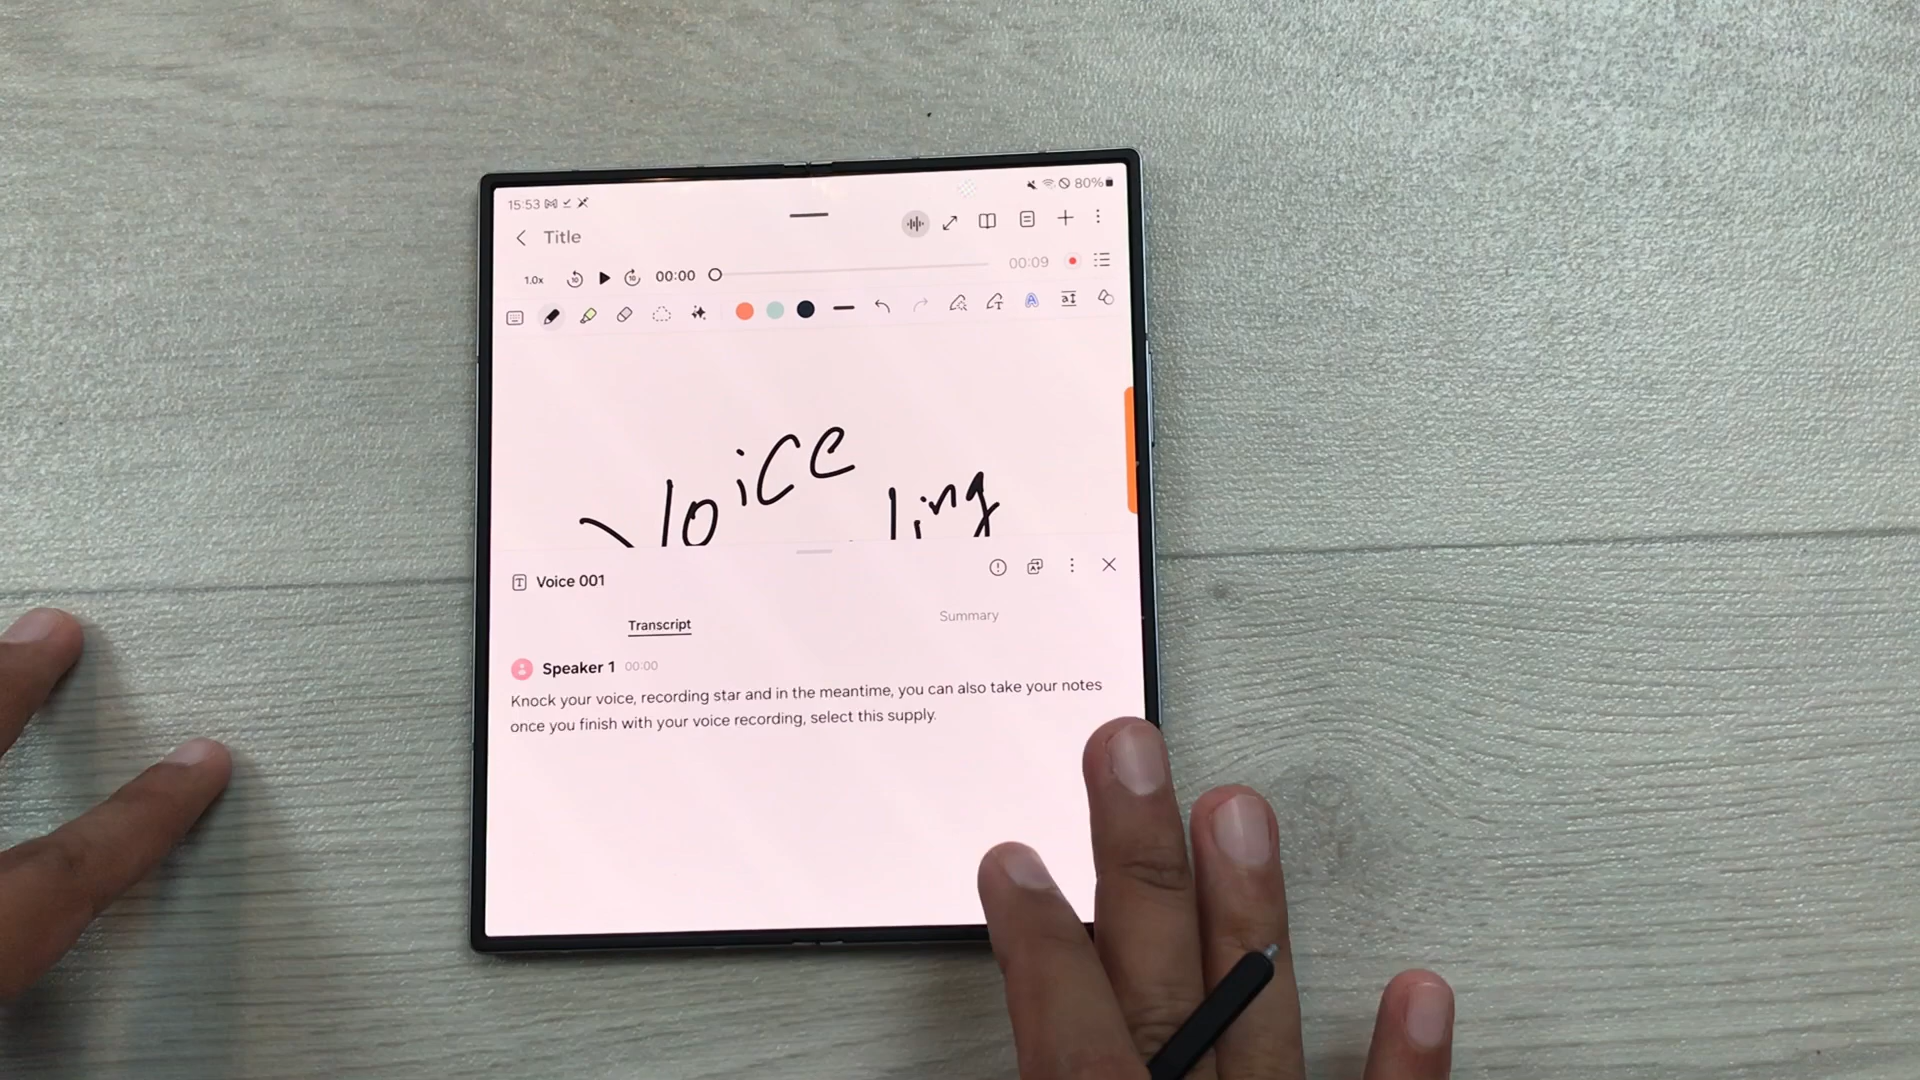 15:53
80%
Title
1.0x 00:00 00:09
Voice
ling
Voice 001
Transcript Summary
Speaker 1 00:00
Knock your voice, recording star and in the meantime, you can also take your notes
once you finish with your voice recording, select this supply.